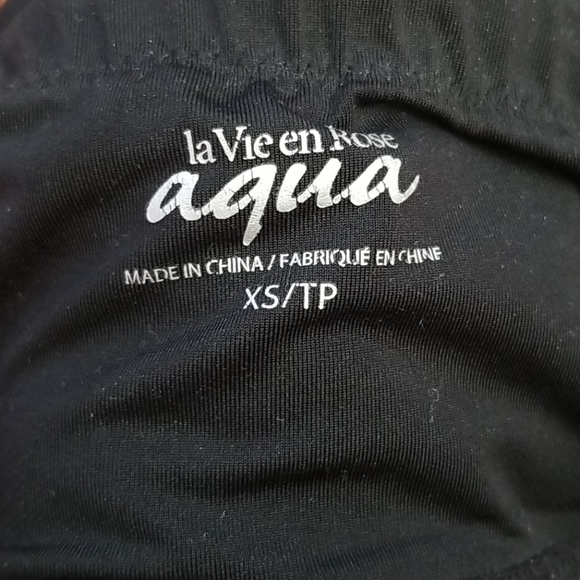 la Vie en Rose
aqua
MADE IN CHINA / FABRIQUÉ EN CHINE
XS/TP